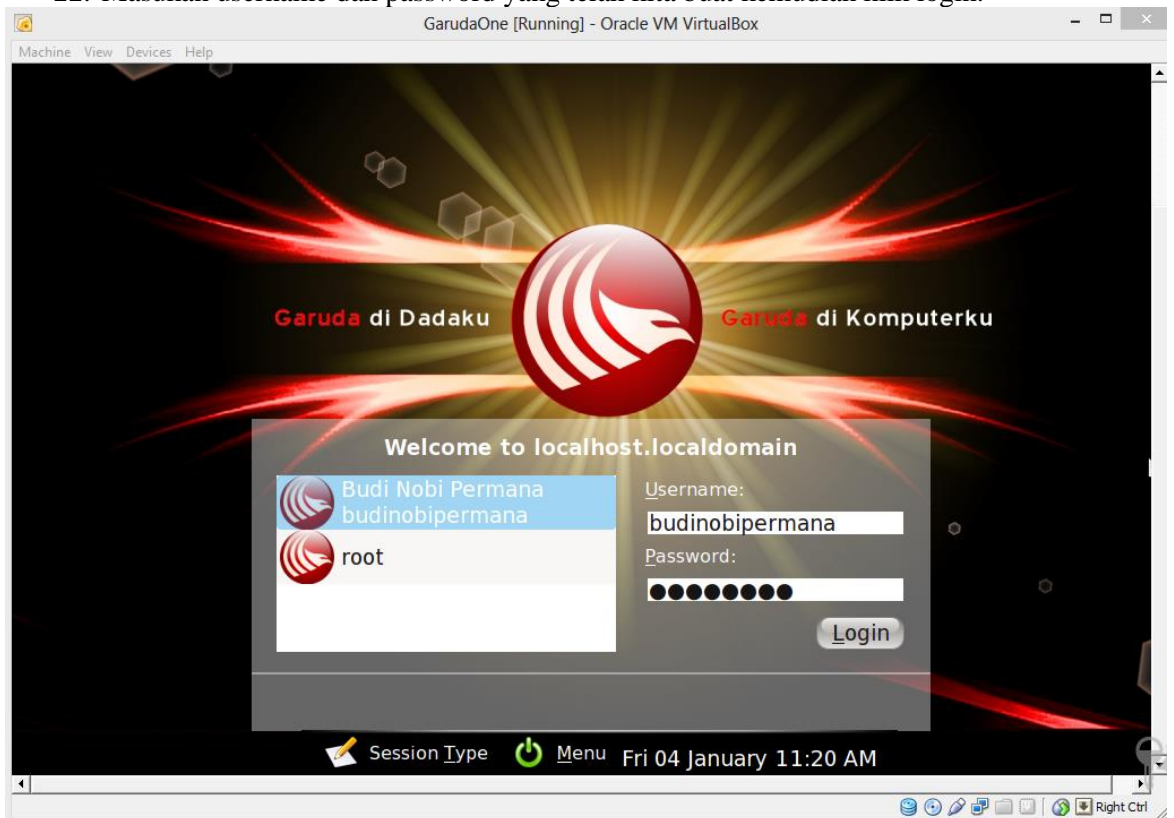 GarudaOne [Running] - Oracle VM VirtualBox
Machine View Devices Help
Garuda di Dadaku
Garuda di Komputerku
Welcome to localhost.localdomain
Budi Nobi Permana
budinobipermana
root
Username:
budinobipermana
Password:
●●●●●●●●
Login
Session Type
Menu
Fri 04 January 11:20 AM
Right Ctrl